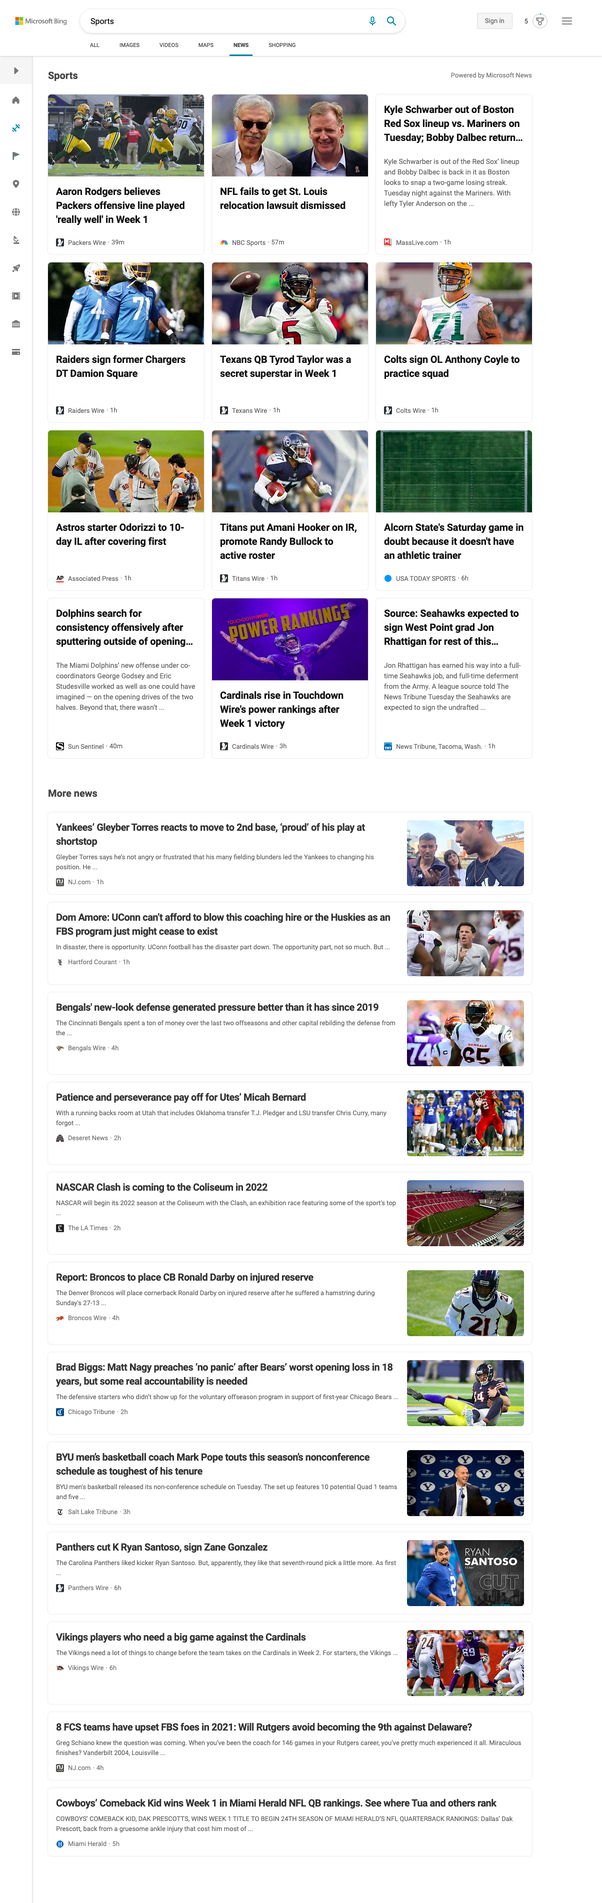 Microsoft Bing
Sports
Sign in
5
ALL
IMAGES
VIDEOS
MAPS
NEWS
SHOPPING
Sports
Powered by Microsoft News
Aaron Rodgers believes
Packers offensive line played
'really well' in Week 1
Packers Wire · 39m
NFL fails to get St. Louis
relocation lawsuit dismissed
NBC Sports · 57m
Kyle Schwarber out of Boston
Red Sox lineup vs. Mariners on
Tuesday; Bobby Dalbec return...
Kyle Schwarber is out of the Red Sox' lineup
and Bobby Dalbec is back in it as Boston
looks to snap a two-game losing streak.
Tuesday night against the Mariners. With
lefty Tyler Anderson on the ...
MassLive.com · 1h
Raiders sign former Chargers
DT Damion Square
Raiders Wire · 1h
Texans QB Tyrod Taylor was a
secret superstar in Week 1
Texans Wire · 1h
71
Colts sign OL Anthony Coyle to
practice squad
Colts Wire · 1h
Astros starter Odorizzi to 10-
day IL after covering first
AP
Associated Press · 1h
Titans put Amani Hooker on IR,
promote Randy Bullock to
active roster
Titans Wire · 1h
Alcorn State's Saturday game in
doubt because it doesn't have
an athletic trainer
USA TODAY SPORTS · 6h
Dolphins search for
consistency offensively after
sputtering outside of opening...
The Miami Dolphins' new offense under co-
coordinators George Godsey and Eric
Studesville worked as well as one could have
imagined — on the opening drives of the two
halves. Beyond that, there wasn't ...
Sun Sentinel · 40m
TOUCHDOWN WIRE
POWER RANKINGS
8
Cardinals rise in Touchdown
Wire's power rankings after
Week 1 victory
Cardinals Wire · 3h
Source: Seahawks expected to
sign West Point grad Jon
Rhattigan for rest of this...
Jon Rhattigan has earned his way into a full-
time Seahawks job, and full-time deferment
from the Army. A league source told The
News Tribune Tuesday the Seahawks are
expected to sign the undrafted ...
News Tribune, Tacoma, Wash. · 1h
More news
Yankees' Gleyber Torres reacts to move to 2nd base, 'proud' of his play at
shortstop
Gleyber Torres says he's not angry or frustrated that his many fielding blunders led the Yankees to changing his
position. He ...
NJ.com · 1h
Dom Amore: UConn can't afford to blow this coaching hire or the Huskies as an
FBS program just might cease to exist
In disaster, there is opportunity. UConn football has the disaster part down. The opportunity part, not so much. But ...
Hartford Courant · 1h
Bengals' new-look defense generated pressure better than it has since 2019
The Cincinnati Bengals spent a ton of money over the last two offseasons and other capital rebilding the defense from
the ...
Bengals Wire · 4h
65
Patience and perseverance pay off for Utes' Micah Bernard
With a running backs room at Utah that includes Oklahoma transfer T.J. Pledger and LSU transfer Chris Curry, many
forgot ...
Deseret News · 2h
NASCAR Clash is coming to the Coliseum in 2022
NASCAR will begin its 2022 season at the Coliseum with the Clash, an exhibition race featuring some of the sport's top
...
The LA Times · 2h
Report: Broncos to place CB Ronald Darby on injured reserve
The Denver Broncos will place cornerback Ronald Darby on injured reserve after he suffered a hamstring during
Sunday's 27-13 ...
Broncos Wire · 4h
21
Brad Biggs: Matt Nagy preaches 'no panic' after Bears' worst opening loss in 18
years, but some real accountability is needed
The defensive starters who didn't show up for the voluntary offseason program in support of first-year Chicago Bears ...
Chicago Tribune · 2h
BYU men's basketball coach Mark Pope touts this season's nonconference
schedule as toughest of his tenure
BYU men's basketball released its non-conference schedule on Tuesday. The set up features 10 potential Quad 1 teams
and five ...
Salt Lake Tribune · 3h
Panthers cut K Ryan Santoso, sign Zane Gonzalez
The Carolina Panthers liked kicker Ryan Santoso. But, apparently, they like that seventh-round pick a little more. As first
...
Panthers Wire · 6h
RYAN
SANTOSO
CUT
Vikings players who need a big game against the Cardinals
The Vikings need a lot of things to change before the team takes on the Cardinals in Week 2. For starters, the Vikings ...
Vikings Wire · 6h
8 FCS teams have upset FBS foes in 2021: Will Rutgers avoid becoming the 9th against Delaware?
Greg Schiano knew the question was coming. When you've been the coach for 146 games in your Rutgers career, you've pretty much experienced it all. Miraculous
finishes? Vanderbilt 2004, Louisville ...
NJ.com · 4h
Cowboys' Comeback Kid wins Week 1 in Miami Herald NFL QB rankings. See where Tua and others rank
COWBOYS' COMEBACK KID, DAK PRESCOTTS, WINS WEEK 1 TITLE TO BEGIN 24TH SEASON OF MIAMI HERALD'S NFL QUARTERBACK RANKINGS: Dallas' Dak
Prescott, back from a gruesome ankle injury that cost him most of ...
Miami Herald · 5h